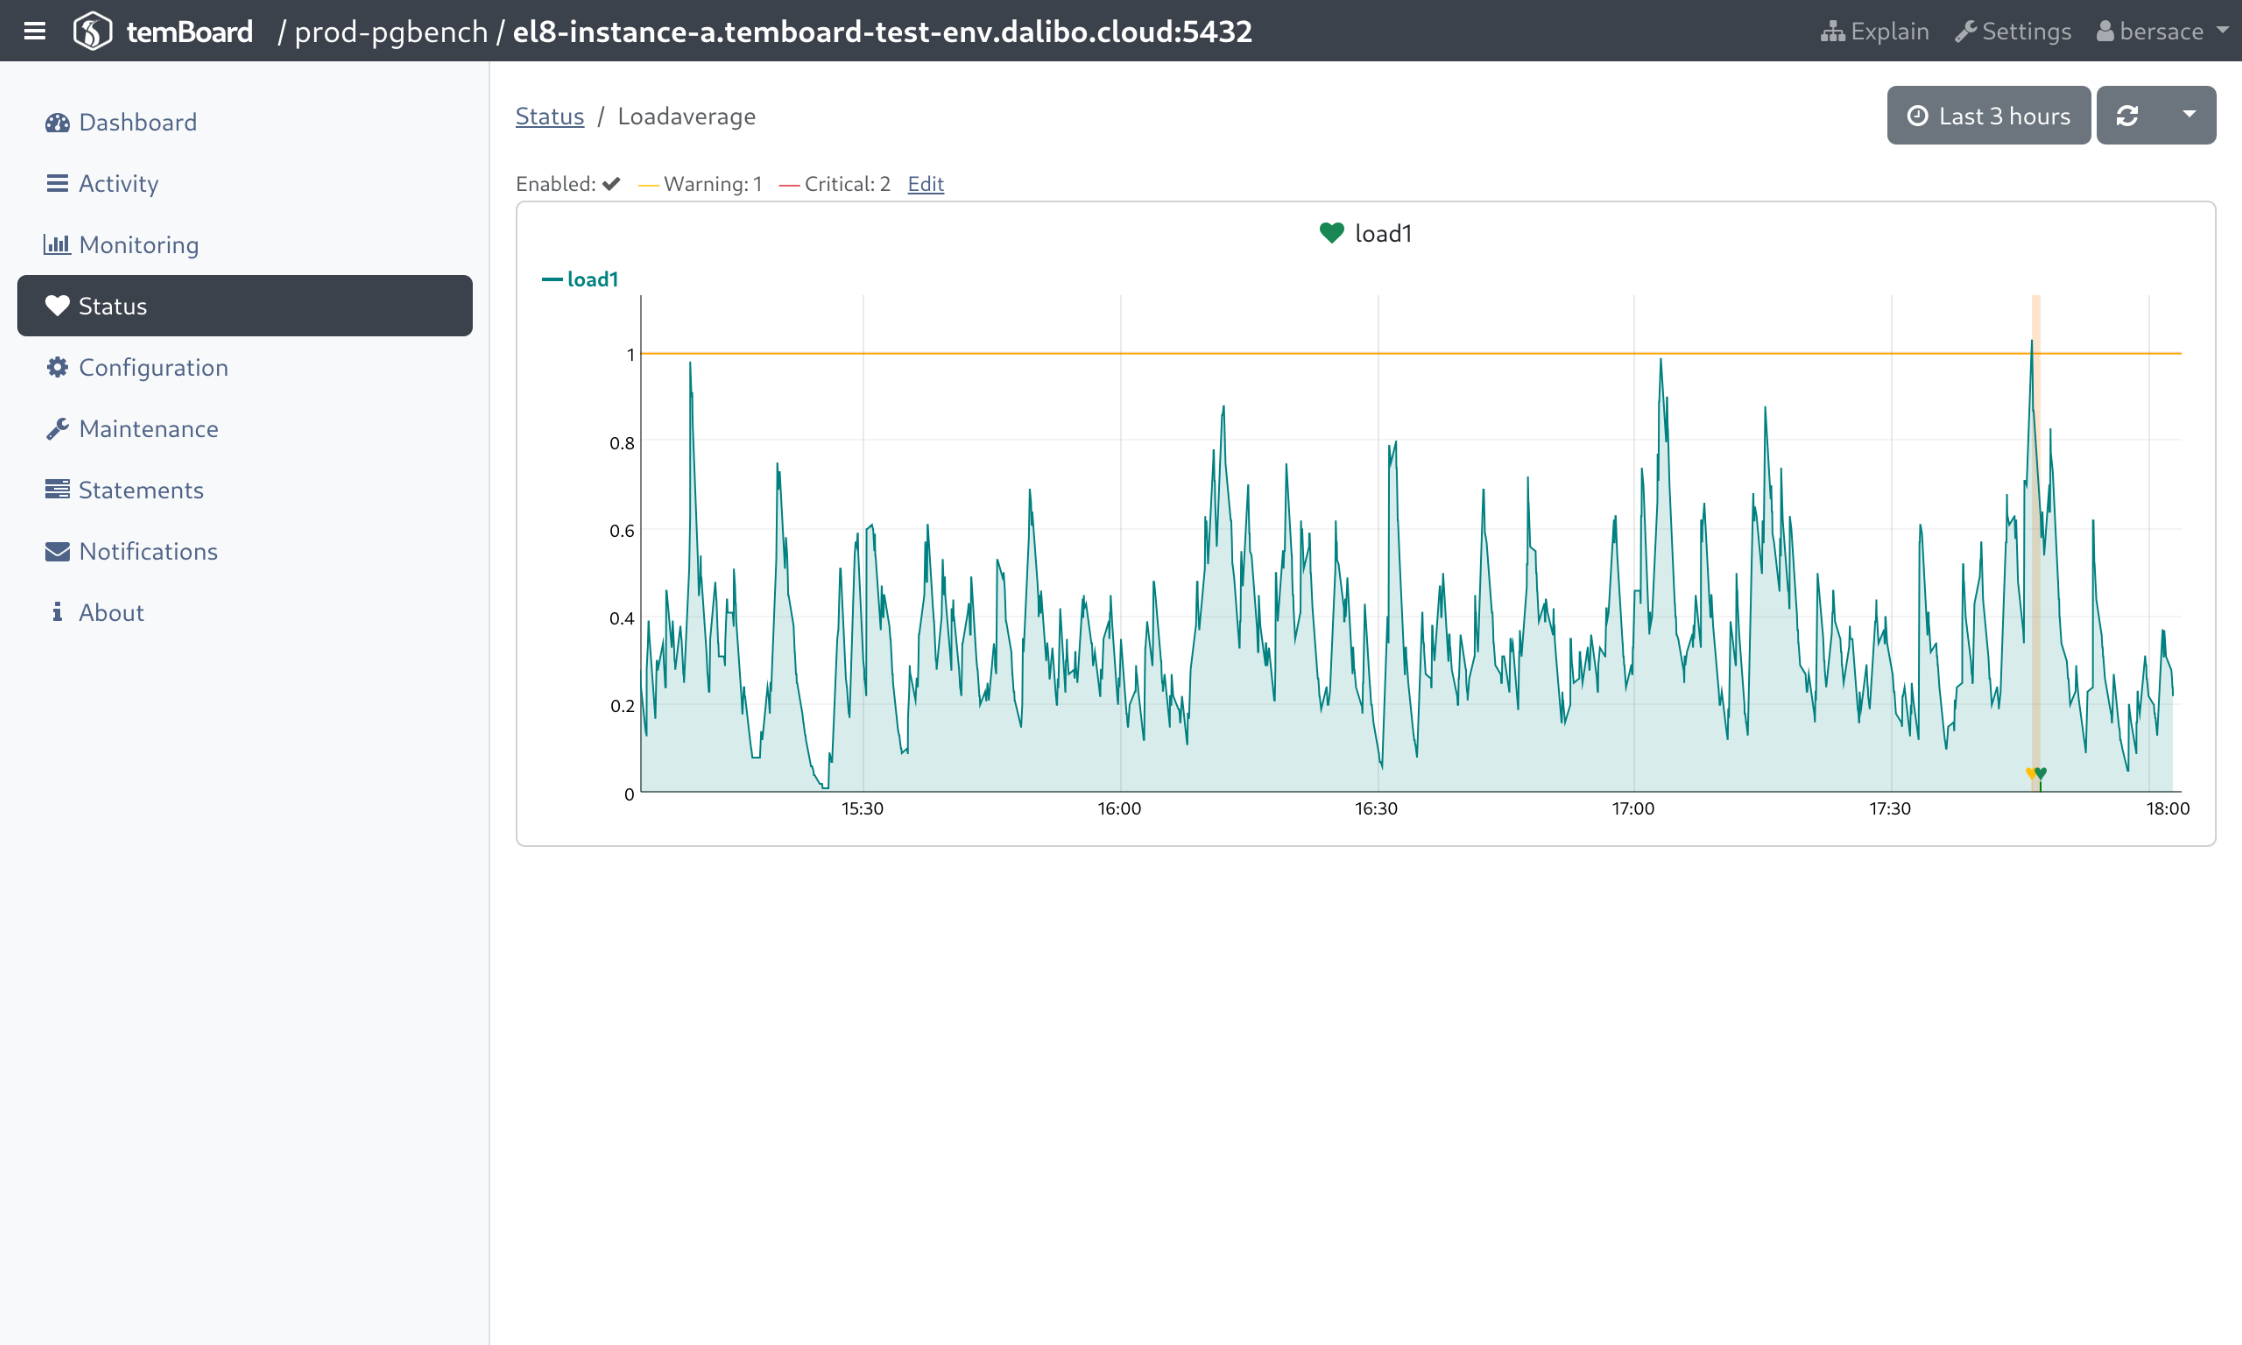 temBoard / prod-pgbench / el8-instance-a.temboard-test-env.dalibo.cloud:5432 Explain Settings bersace
Dashboard
Activity
Monitoring
Status
Configuration
Maintenance
Statements
Notifications
About
Status / Loadaverage
Last 3 hours
Enabled: Warning: 1 Critical: 2 Edit
load1
load1
1
0.8
0.6
0.4
0.2
0
15:30 16:00 16:30 17:00 17:30 18:00